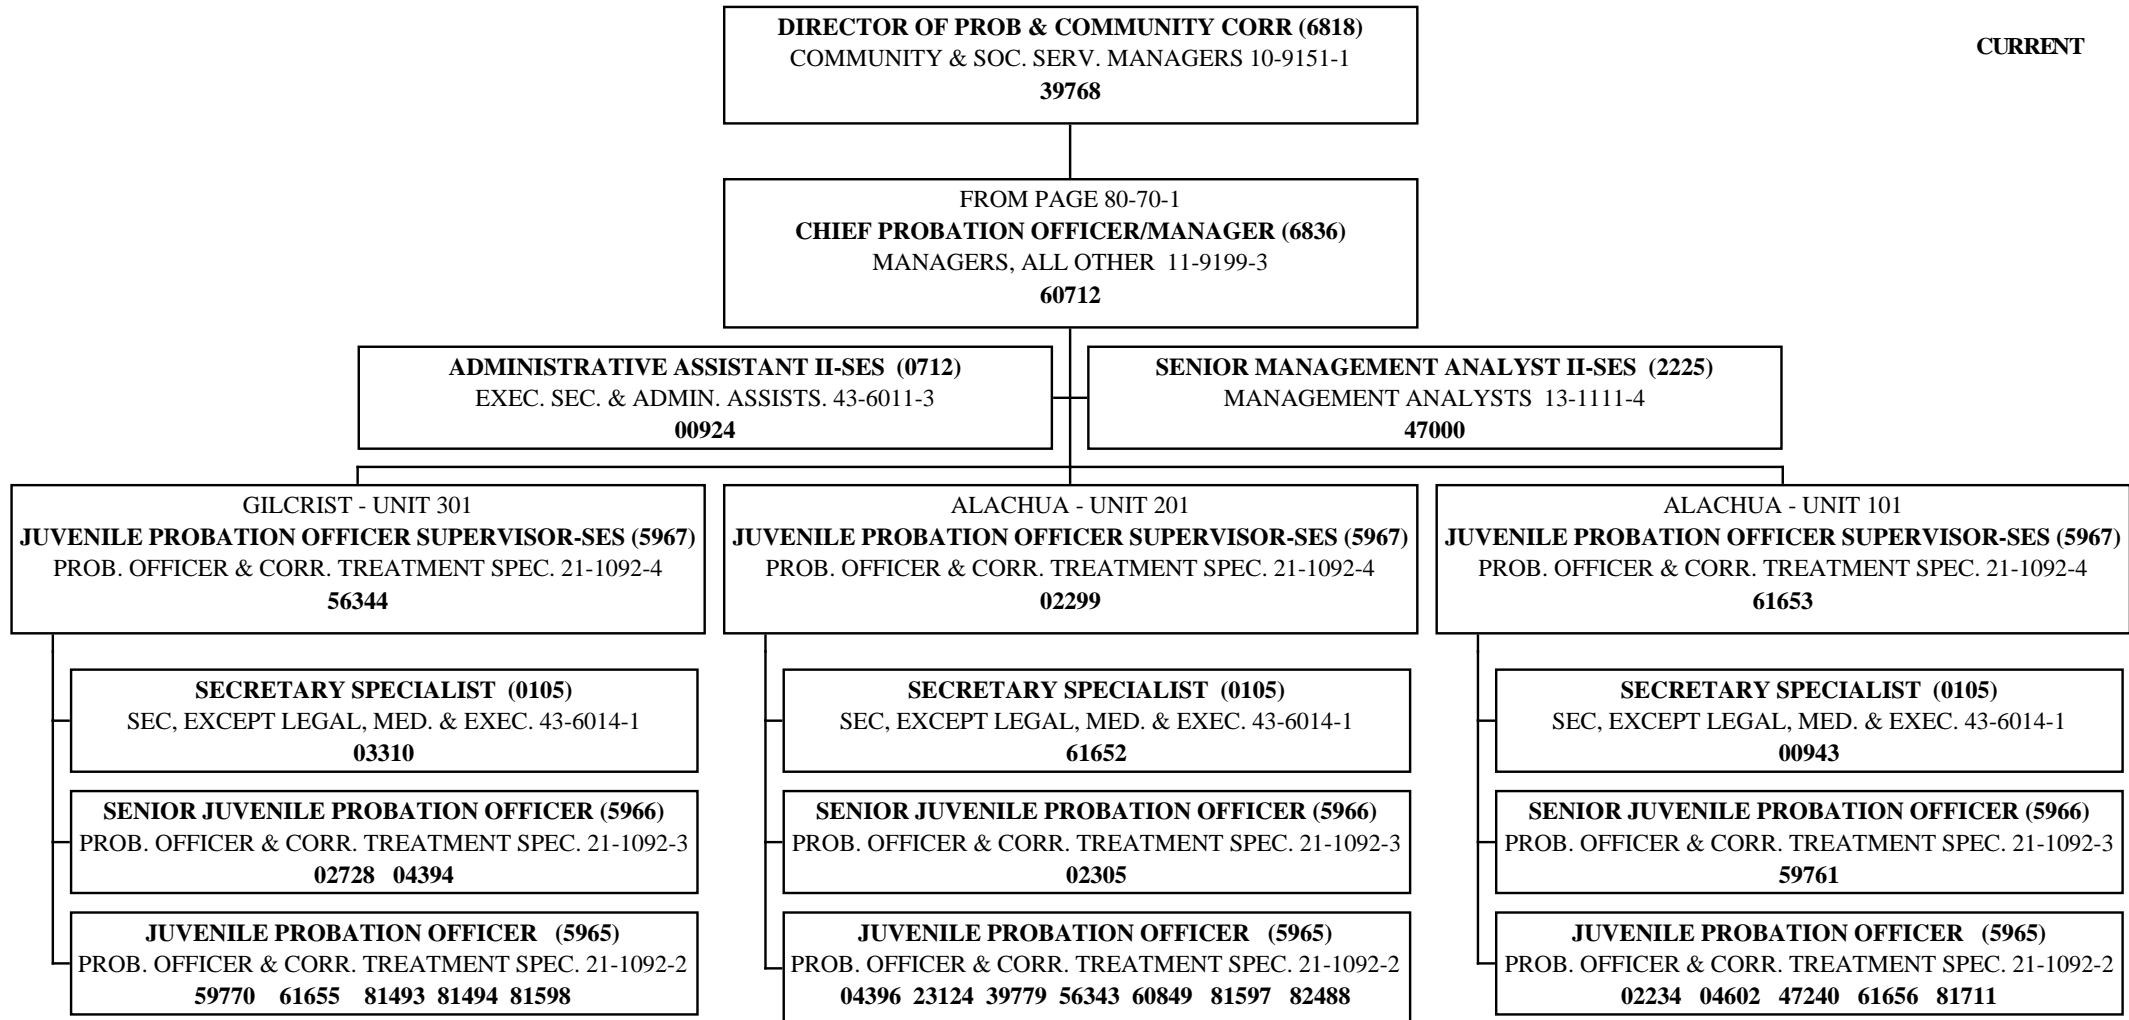 DIRECTOR OF PROB & COMMUNITY CORR (6818)
COMMUNITY & SOC. SERV. MANAGERS 10-9151-1
39768
CURRENT
FROM PAGE 80-70-1
CHIEF PROBATION OFFICER/MANAGER (6836)
MANAGERS, ALL OTHER 11-9199-3
60712
ADMINISTRATIVE ASSISTANT II-SES (0712)
EXEC. SEC. & ADMIN. ASSISTS. 43-6011-3
00924
SENIOR MANAGEMENT ANALYST II-SES (2225)
MANAGEMENT ANALYSTS 13-1111-4
47000
GILCRIST - UNIT 301
JUVENILE PROBATION OFFICER SUPERVISOR-SES (5967)
PROB. OFFICER & CORR. TREATMENT SPEC. 21-1092-4
56344
SECRETARY SPECIALIST (0105)
SEC, EXCEPT LEGAL, MED. & EXEC. 43-6014-1
03310
SENIOR JUVENILE PROBATION OFFICER (5966)
PROB. OFFICER & CORR. TREATMENT SPEC. 21-1092-3
02728 04394
JUVENILE PROBATION OFFICER (5965)
PROB. OFFICER & CORR. TREATMENT SPEC. 21-1092-2
59770 61655 81493 81494 81598
ALACHUA - UNIT 201
JUVENILE PROBATION OFFICER SUPERVISOR-SES (5967)
PROB. OFFICER & CORR. TREATMENT SPEC. 21-1092-4
02299
SECRETARY SPECIALIST (0105)
SEC, EXCEPT LEGAL, MED. & EXEC. 43-6014-1
61652
SENIOR JUVENILE PROBATION OFFICER (5966)
PROB. OFFICER & CORR. TREATMENT SPEC. 21-1092-3
02305
JUVENILE PROBATION OFFICER (5965)
PROB. OFFICER & CORR. TREATMENT SPEC. 21-1092-2
04396 23124 39779 56343 60849 81597 82488
ALACHUA - UNIT 101
JUVENILE PROBATION OFFICER SUPERVISOR-SES (5967)
PROB. OFFICER & CORR. TREATMENT SPEC. 21-1092-4
61653
SECRETARY SPECIALIST (0105)
SEC, EXCEPT LEGAL, MED. & EXEC. 43-6014-1
00943
SENIOR JUVENILE PROBATION OFFICER (5966)
PROB. OFFICER & CORR. TREATMENT SPEC. 21-1092-3
59761
JUVENILE PROBATION OFFICER (5965)
PROB. OFFICER & CORR. TREATMENT SPEC. 21-1092-2
02234 04602 47240 61656 81711